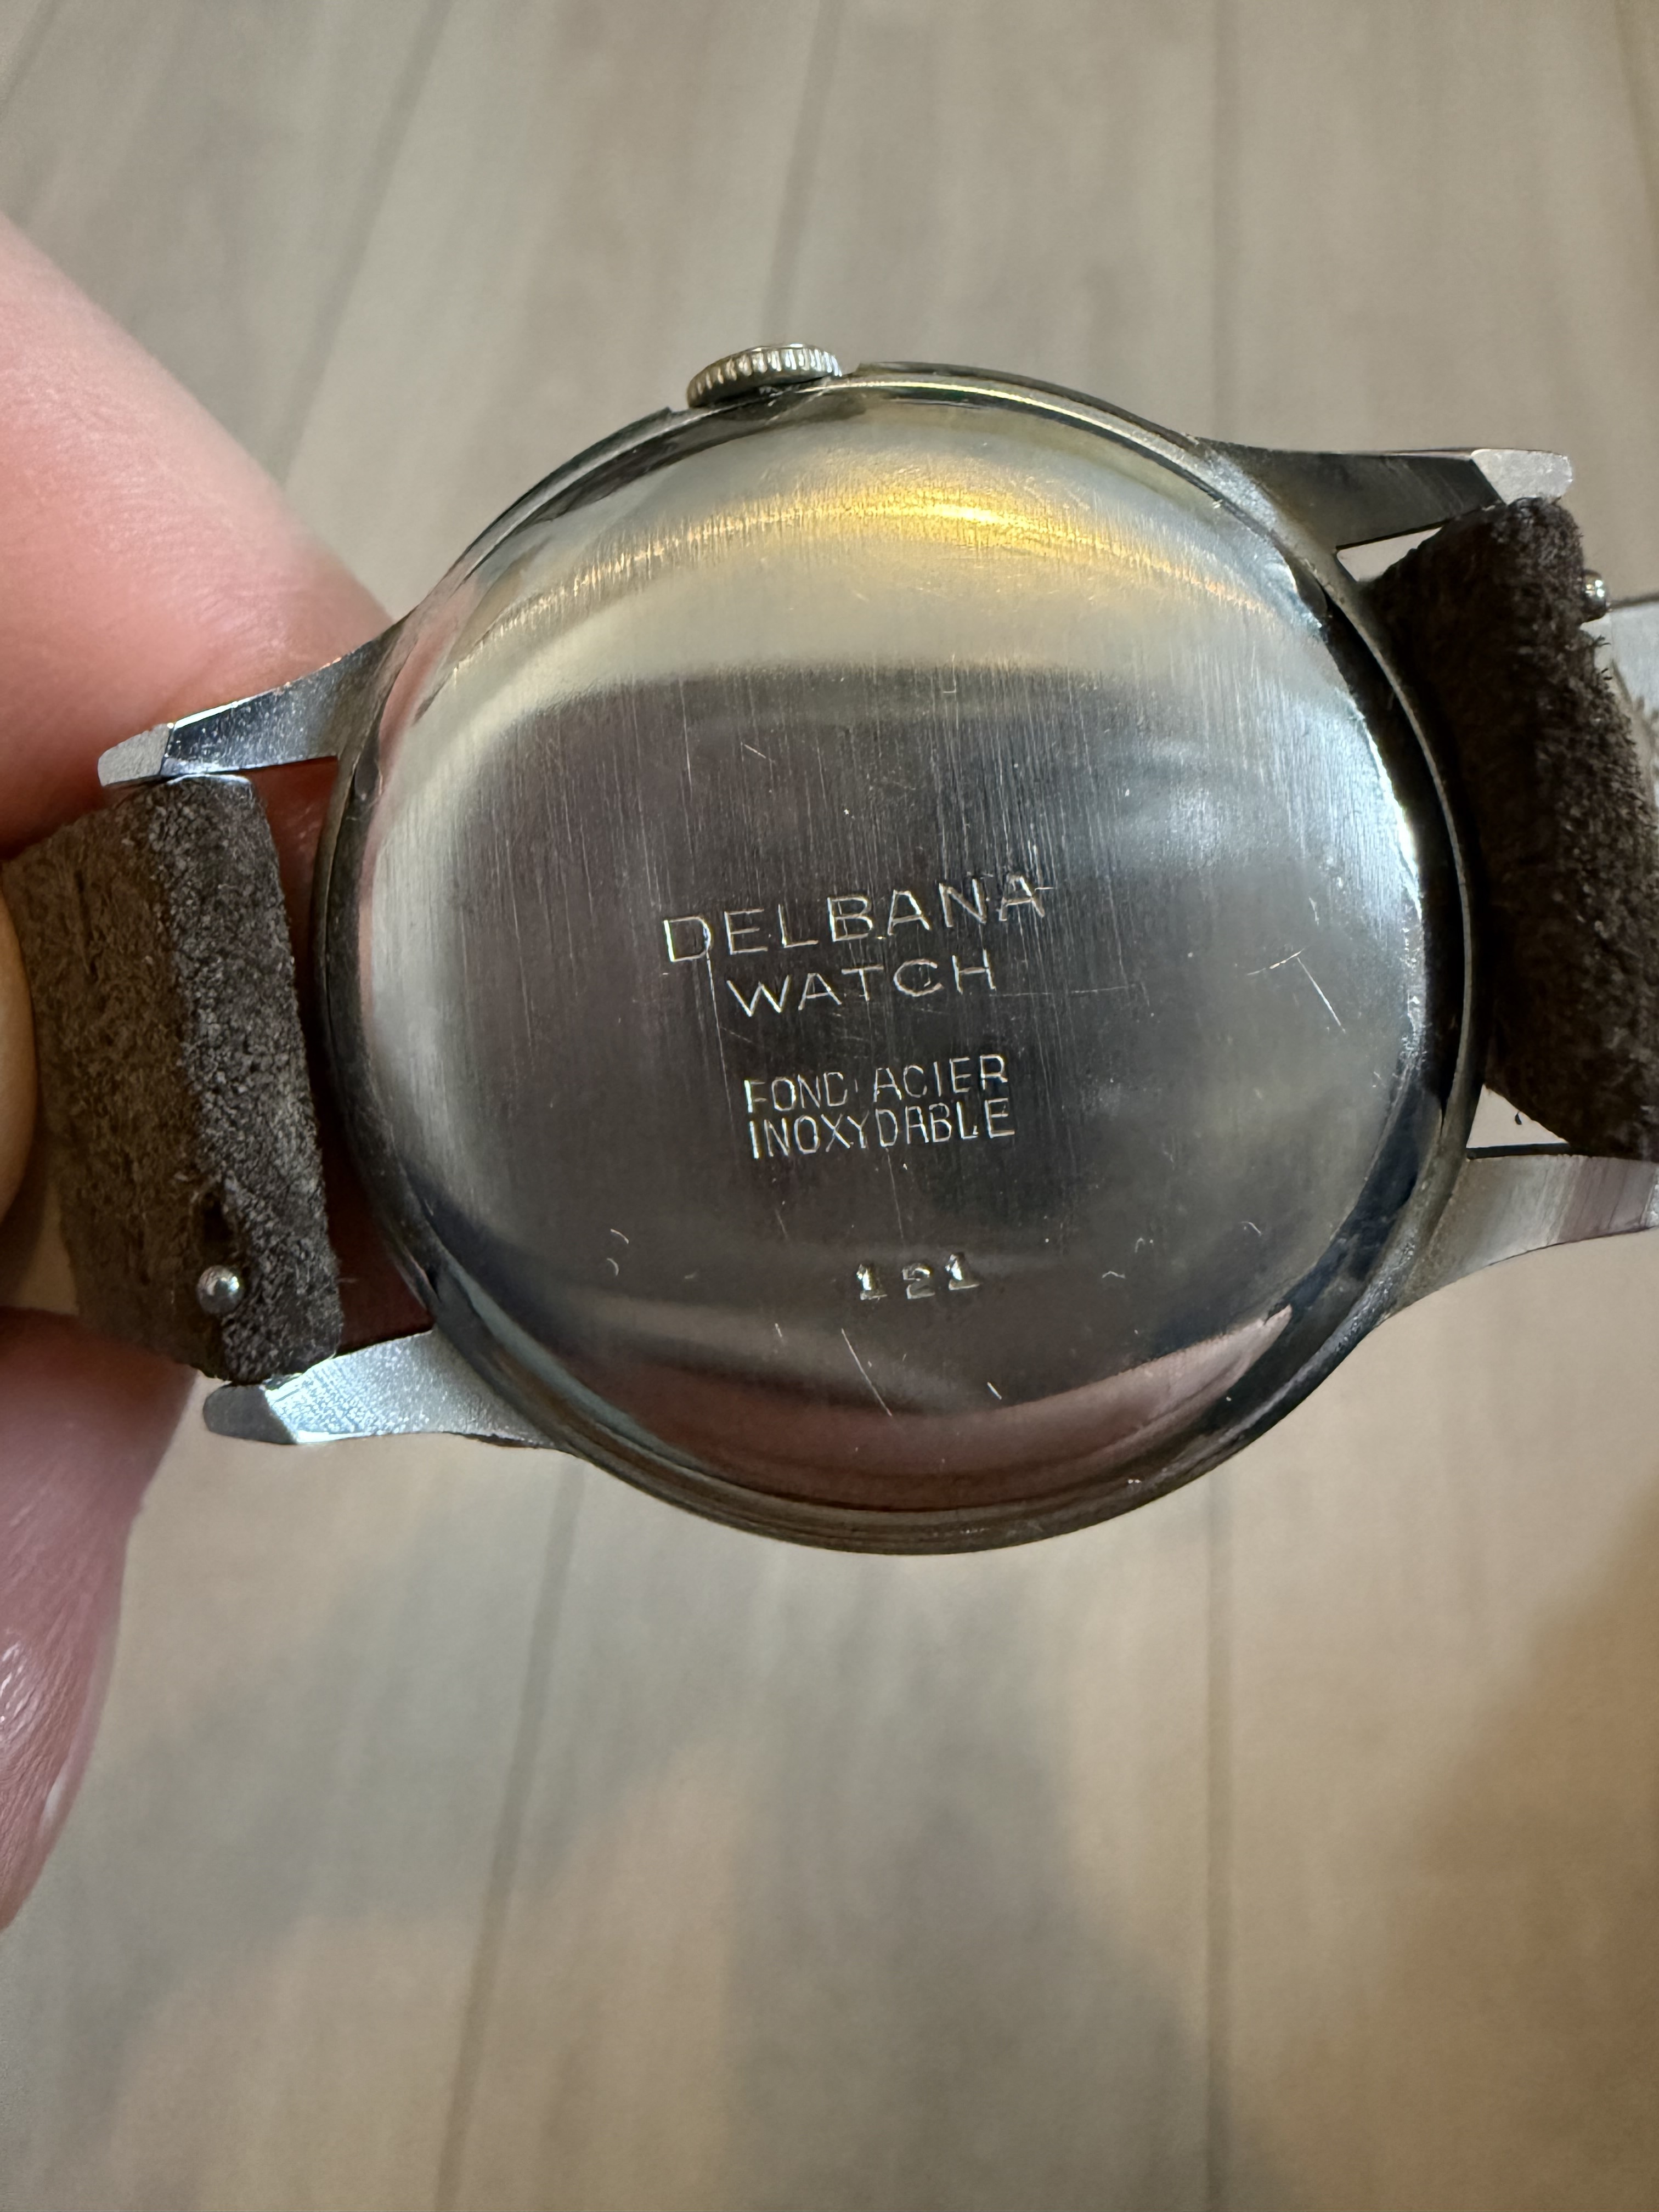 DELBANA
WATCH
FOND ACIER
INOXYDABLE
121